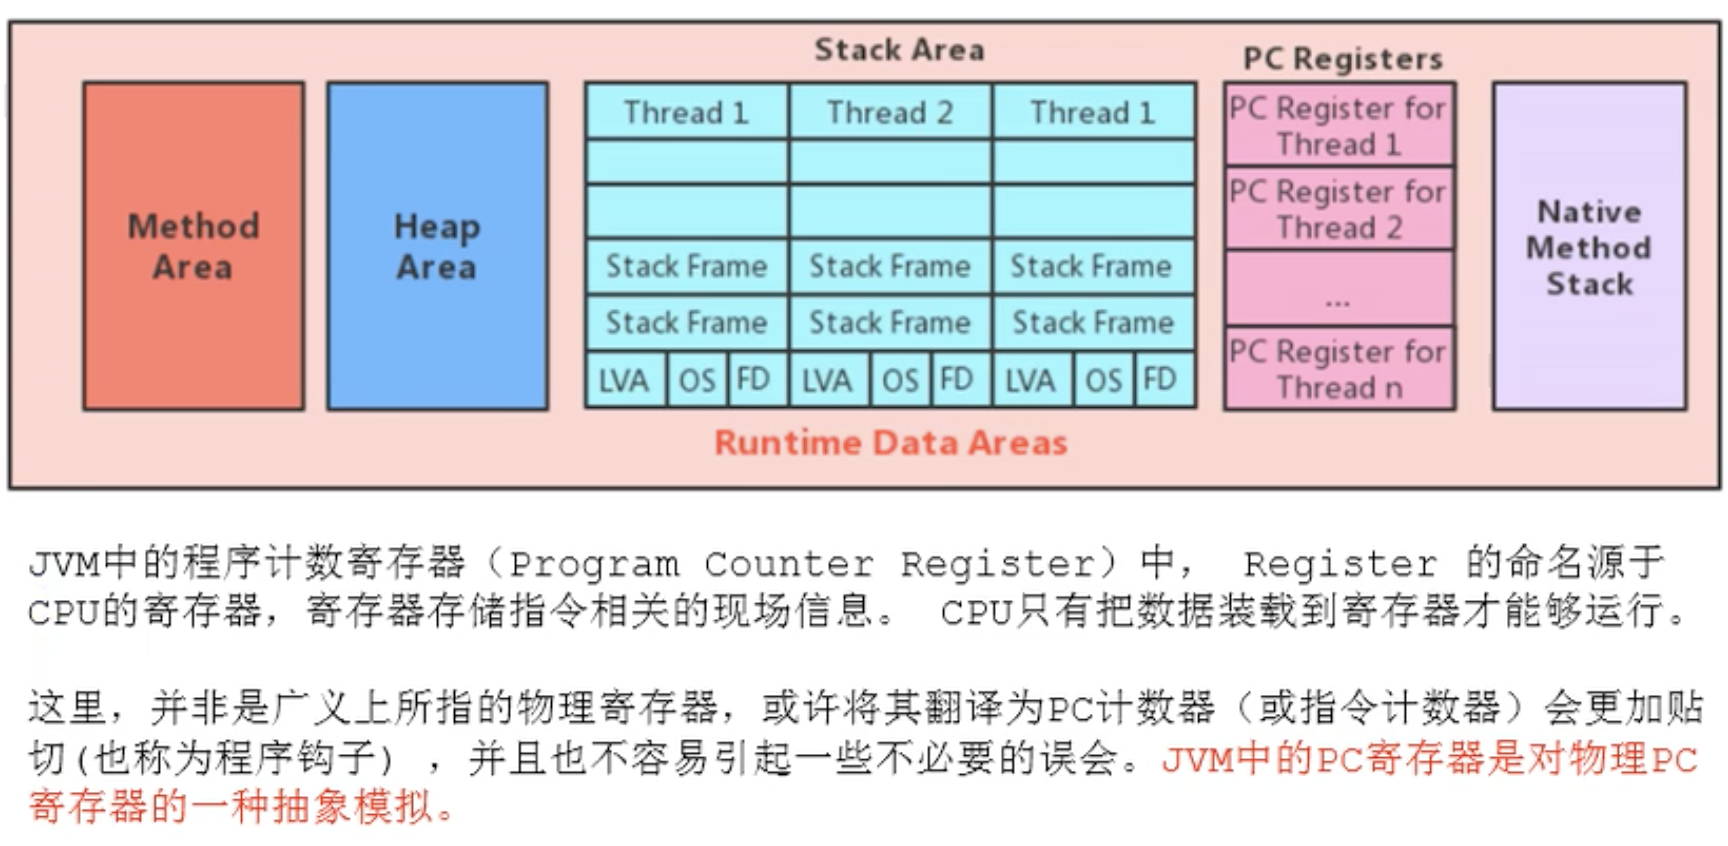 Stack Area
PC Registers
Method
Area
Heap
Area
Thread 1 Thread 2 Thread 1
Stack Frame Stack Frame Stack Frame
Stack Frame Stack Frame Stack Frame
LVA OS FD LVA OS FD LVA OS FD
PC Register for
Thread 1
PC Register for
Thread 2
...
PC Register for
Thread n
Native
Method
Stack
Runtime Data Areas
JVM中的程序计数寄存器（Program Counter Register）中， Register 的命名源于
CPU的寄存器，寄存器存储指令相关的现场信息。 CPU只有把数据装载到寄存器才能够运行。
这里，并非是广义上所指的物理寄存器，或许将其翻译为PC计数器（或指令计数器）会更加贴
切(也称为程序钩子) ，并且也不容易引起一些不必要的误会。JVM中的PC寄存器是对物理PC
寄存器的一种抽象模拟。